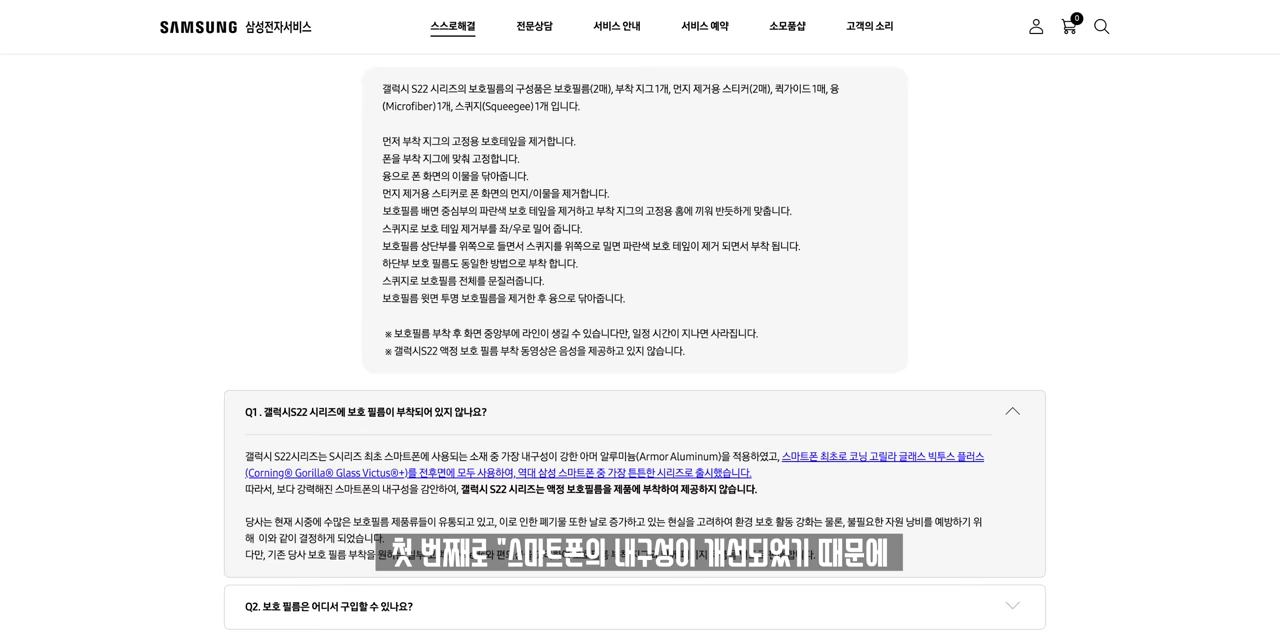 SAMSUNG 삼성전자서비스
스스로해결 전문상담 서비스 안내 서비스 예약 소모품샵 고객의 소리
0
갤럭시 S22 시리즈의 보호필름의 구성품은 보호필름(2매), 부착 지그 1개, 먼지 제거용 스티커(2매), 퀵가이드 1매, 융
(Microfiber) 1개, 스퀴지(Squeegee) 1개 입니다.
먼저 부착 지그의 고정용 보호테잎을 제거합니다.
폰을 부착 지그에 맞춰 고정합니다.
융으로 폰 화면의 이물을 닦아줍니다.
먼지 제거용 스티커로 폰 화면의 먼지/이물을 제거합니다.
보호필름 배면 중심부의 파란색 보호 테잎을 제거하고 부착 지그의 고정용 홈에 끼워 반듯하게 맞춥니다.
스퀴지로 보호 테잎 제거부를 좌/우로 밀어 줍니다.
보호필름 상단부를 위쪽으로 들면서 스퀴지를 위쪽으로 밀면 파란색 보호 테잎이 제거 되면서 부착 됩니다.
하단부 보호 필름도 동일한 방법으로 부착 합니다.
스퀴지로 보호필름 전체를 문질러줍니다.
보호필름 윗면 투명 보호필름을 제거한 후 융으로 닦아줍니다.
※ 보호필름 부착 후 화면 중앙부에 라인이 생길 수 있습니다만, 일정 시간이 지나면 사라집니다.
※ 갤럭시S22 액정 보호 필름 부착 동영상은 음성을 제공하고 있지 않습니다.
Q1 . 갤럭시S22 시리즈에 보호 필름이 부착되어 있지 않나요?
갤럭시 S22시리즈는 S시리즈 최초 스마트폰에 사용되는 소재 중 가장 내구성이 강한 아머 알루미늄(Armor Aluminum)을 적용하였고, 스마트폰 최초로 코닝 고릴라 글래스 빅투스 플러스
(Corning® Gorilla® Glass Victus®+)를 전후면에 모두 사용하여, 역대 삼성 스마트폰 중 가장 튼튼한 시리즈로 출시했습니다.
따라서, 보다 강력해진 스마트폰의 내구성을 감안하여, 갤럭시 S22 시리즈는 액정 보호필름을 제품에 부착하여 제공하지 않습니다.
당사는 현재 시중에 수많은 보호필름 제품류들이 유통되고 있고, 이로 인한 폐기물 또한 날로 증가하고 있는 현실을 고려하여 환경 보호 활동 강화는 물론, 불필요한 자원 낭비를 예방하기 위
해 이와 같이 결정하게 되었습니다.
다만, 기존 당사 보호 필름 부착을
첫 번째로 "스마트폰의 내구성이 개선되었기 때문에
Q2. 보호 필름은 어디서 구입할 수 있나요?